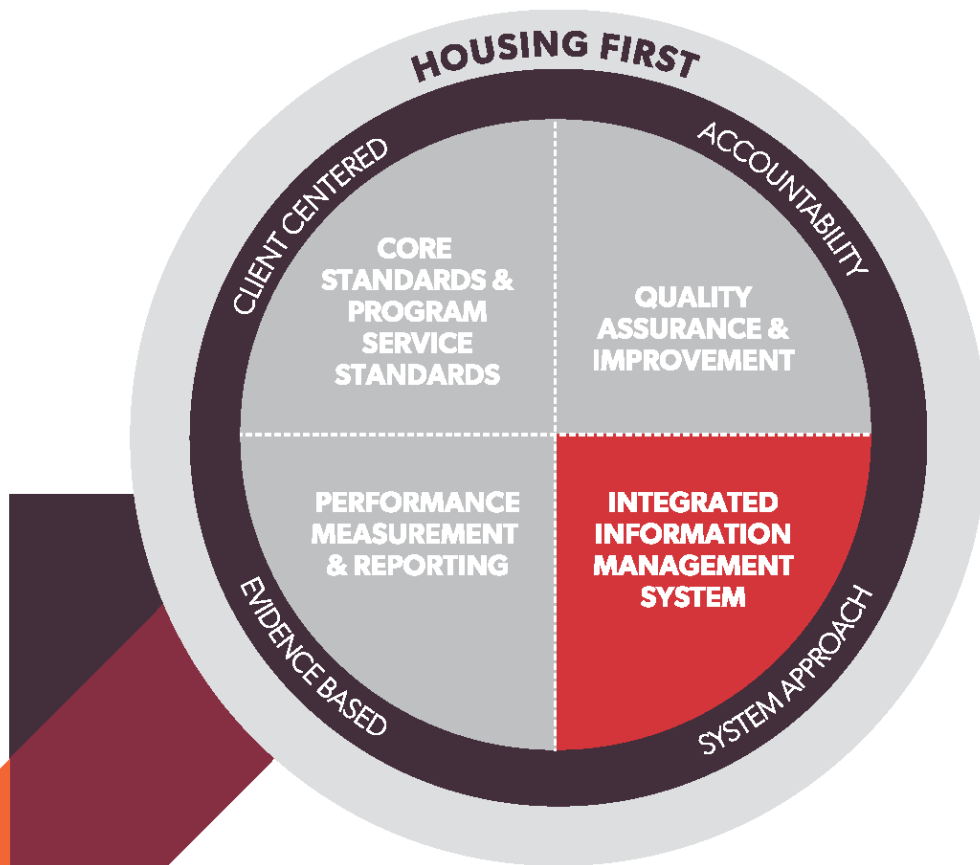 HOUSING FIRST
CLIENT CENTERED
ACCOUNTABILITY
CORE
STANDARDS &
PROGRAM
SERVICE
STANDARDS
QUALITY
ASSURANCE &
IMPROVEMENT
PERFORMANCE
MEASUREMENT
& REPORTING
INTEGRATED
INFORMATION
MANAGEMENT
SYSTEM
EVIDENCE BASED
SYSTEM APPROACH